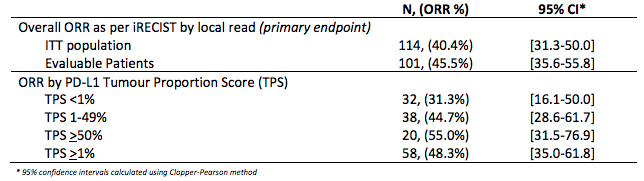 N, (ORR %) 95% CI*
Overall ORR as per iRECIST by local read (primary endpoint)
ITT population 114, (40.4%) [31.3-50.0]
Evaluable Patients 101, (45.5%) [35.6-55.8]
ORR by PD-L1 Tumour Proportion Score (TPS)
TPS <1% 32, (31.3%) [16.1-50.0]
TPS 1-49% 38, (44.7%) [28.6-61.7]
TPS >50% 20, (55.0%) [31.5-76.9]
TPS >1% 58, (48.3%) [35.0-61.8]
* 95% confidence intervals calculated using Clopper-Pearson method